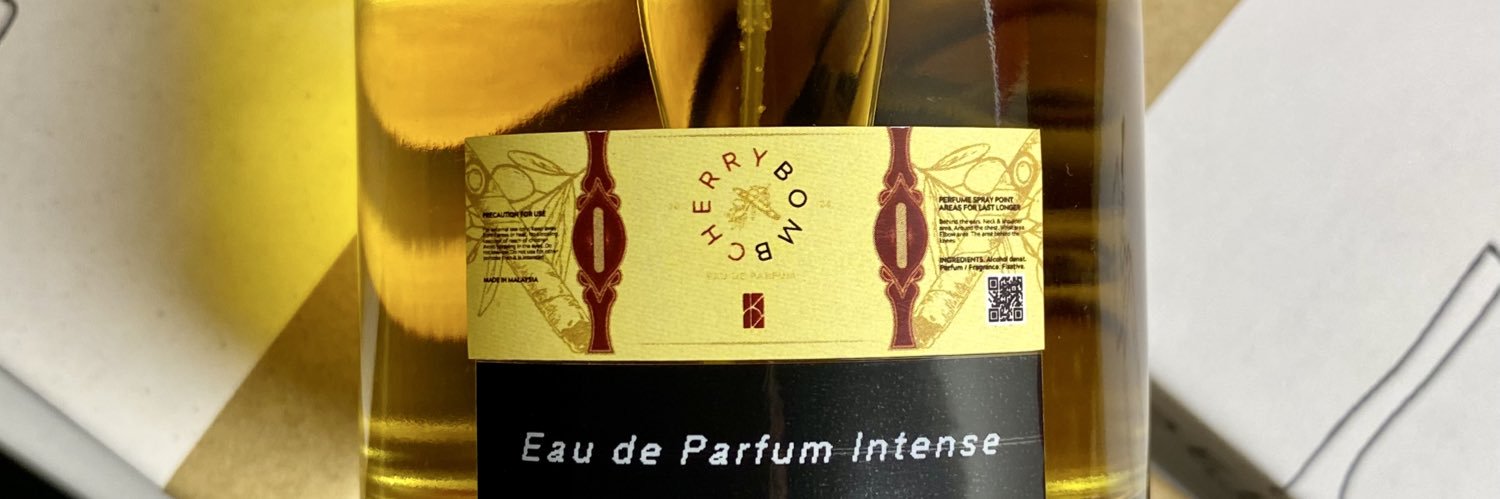 CHERRY BOMB
EAU DE PARFUM
PRECAUTION FOR USE
MADE IN MALAYSIA
PERFUME SPRAY POINT
AREAS FOR LAST LONGER
Behind the ears. Neck & shoulder
area. Around the chest. Wrist area.
Elbow area. The area behind the
knees.
INGREDIENTS. Alcohol denat.
Parfum / Fragrance. Fixative.
Eau de Parfum Intense